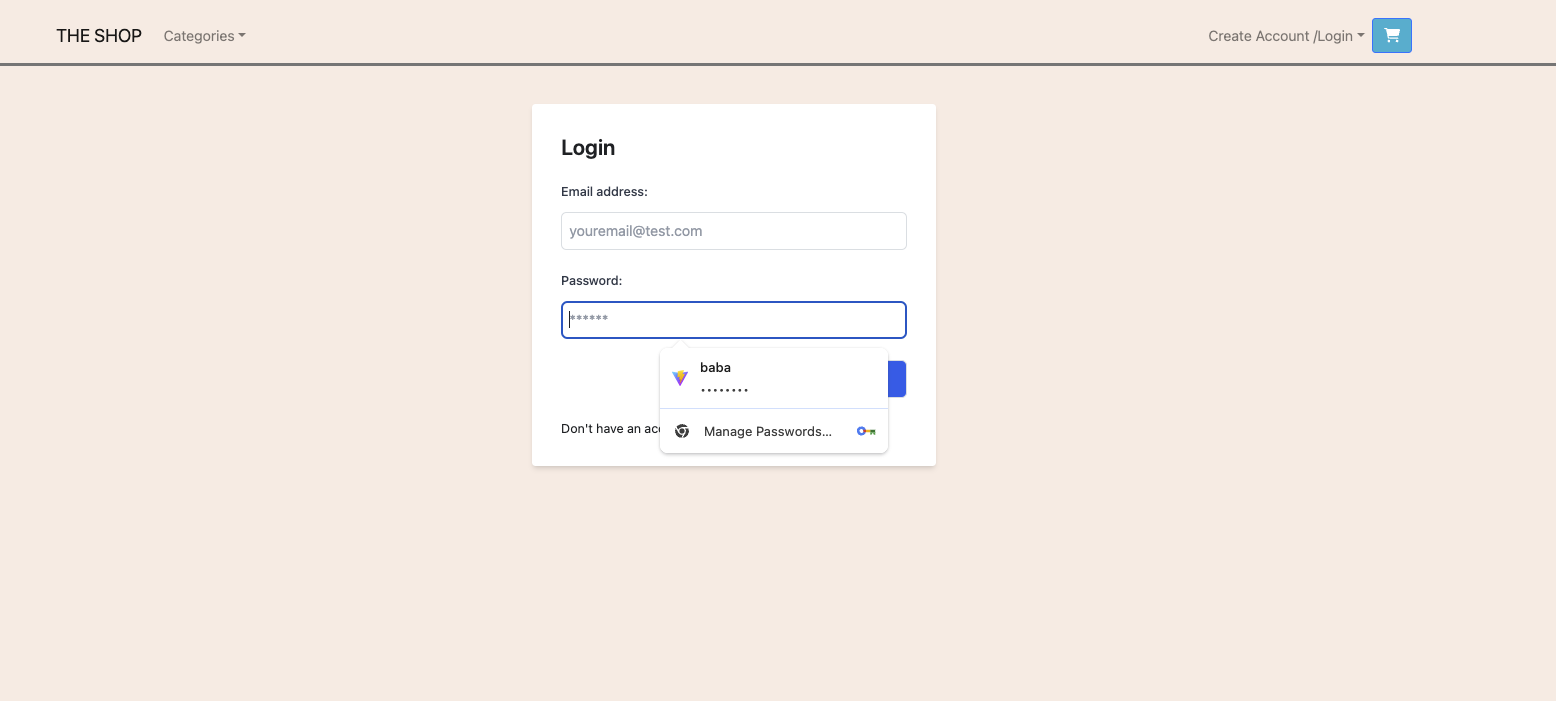 THE SHOP Categories Create Account /Login
Login
Email address:
youremail@test.com
Password:
******
baba
••••••••
Don't have an
Manage Passwords...